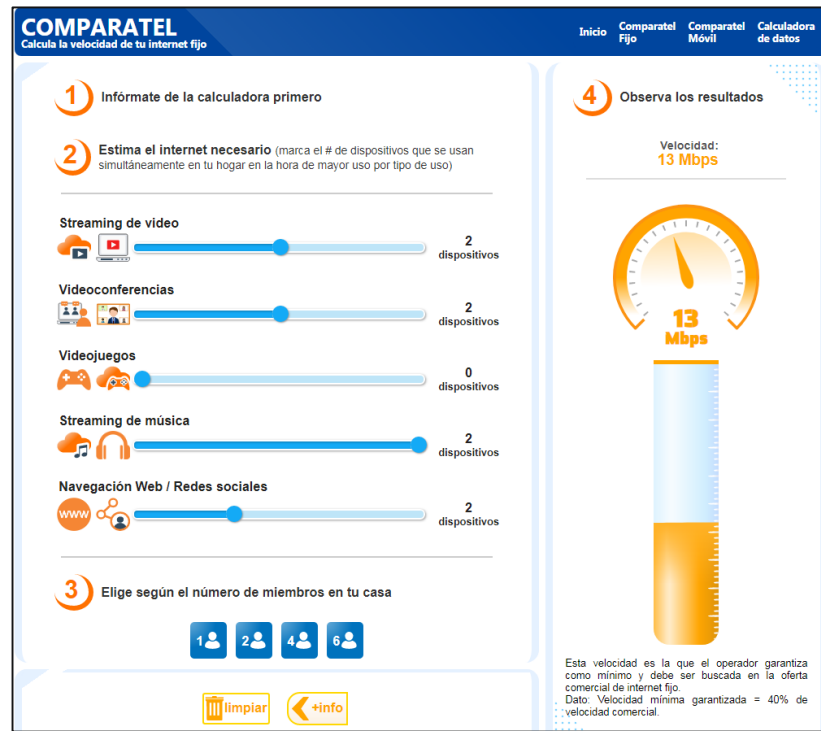 COMPARATEL
Calcula la velocidad de tu internet fijo
Inicio
Comparatel
Fijo
Comparatel
Móvil
Calculadora
de datos
1
Infórmate de la calculadora primero
2
Estima el internet necesario (marca el # de dispositivos que se usan
simultáneamente en tu hogar en la hora de mayor uso por tipo de uso)
Streaming de video
2
dispositivos
Videoconferencias
2
dispositivos
Videojuegos
0
dispositivos
Streaming de música
2
dispositivos
Navegación Web / Redes sociales
www
2
dispositivos
3
Elige según el número de miembros en tu casa
1
2
4
6
limpiar
+info
4
Observa los resultados
Velocidad:
13 Mbps
13
Mbps
Esta velocidad es la que el operador garantiza
como mínimo y debe ser buscada en la oferta
comercial de internet fijo.
Dato: Velocidad mínima garantizada = 40% de
velocidad comercial.